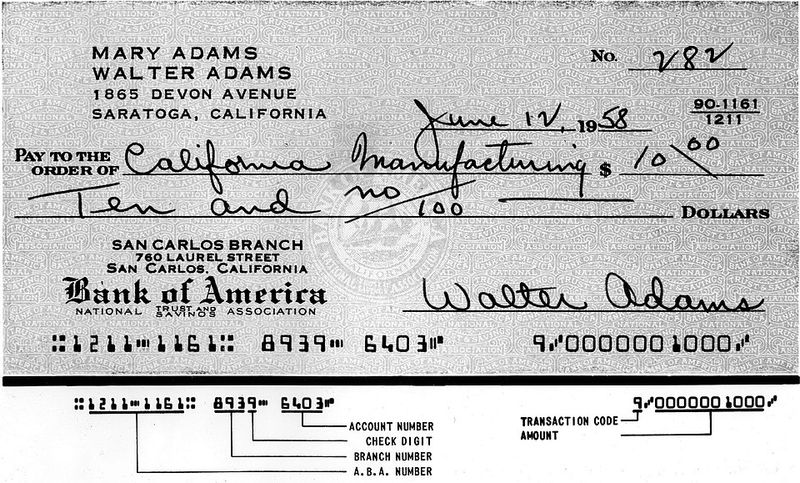 MARY ADAMS
WALTER ADAMS
1865 DEVON AVENUE
SARATOGA, CALIFORNIA
No. 282
June 12, 1958
90-1161
1211
PAY TO THE
ORDER OF California Manufacturing $ 10 00
Ten and no/100 DOLLARS
SAN CARLOS BRANCH
760 LAUREL STREET
SAN CARLOS, CALIFORNIA
Bank of America
NATIONAL TRUST AND SAVINGS ASSOCIATION
Walter Adams
⑆1211⑉1161⑆ 8939⑉ 6403⑈ 9⑇0000001000⑇
⑆1211⑉1161⑆ 8939⑉ 6403⑈ 9⑇0000001000⑇
ACCOUNT NUMBER
CHECK DIGIT
BRANCH NUMBER
A.B.A. NUMBER
TRANSACTION CODE
AMOUNT